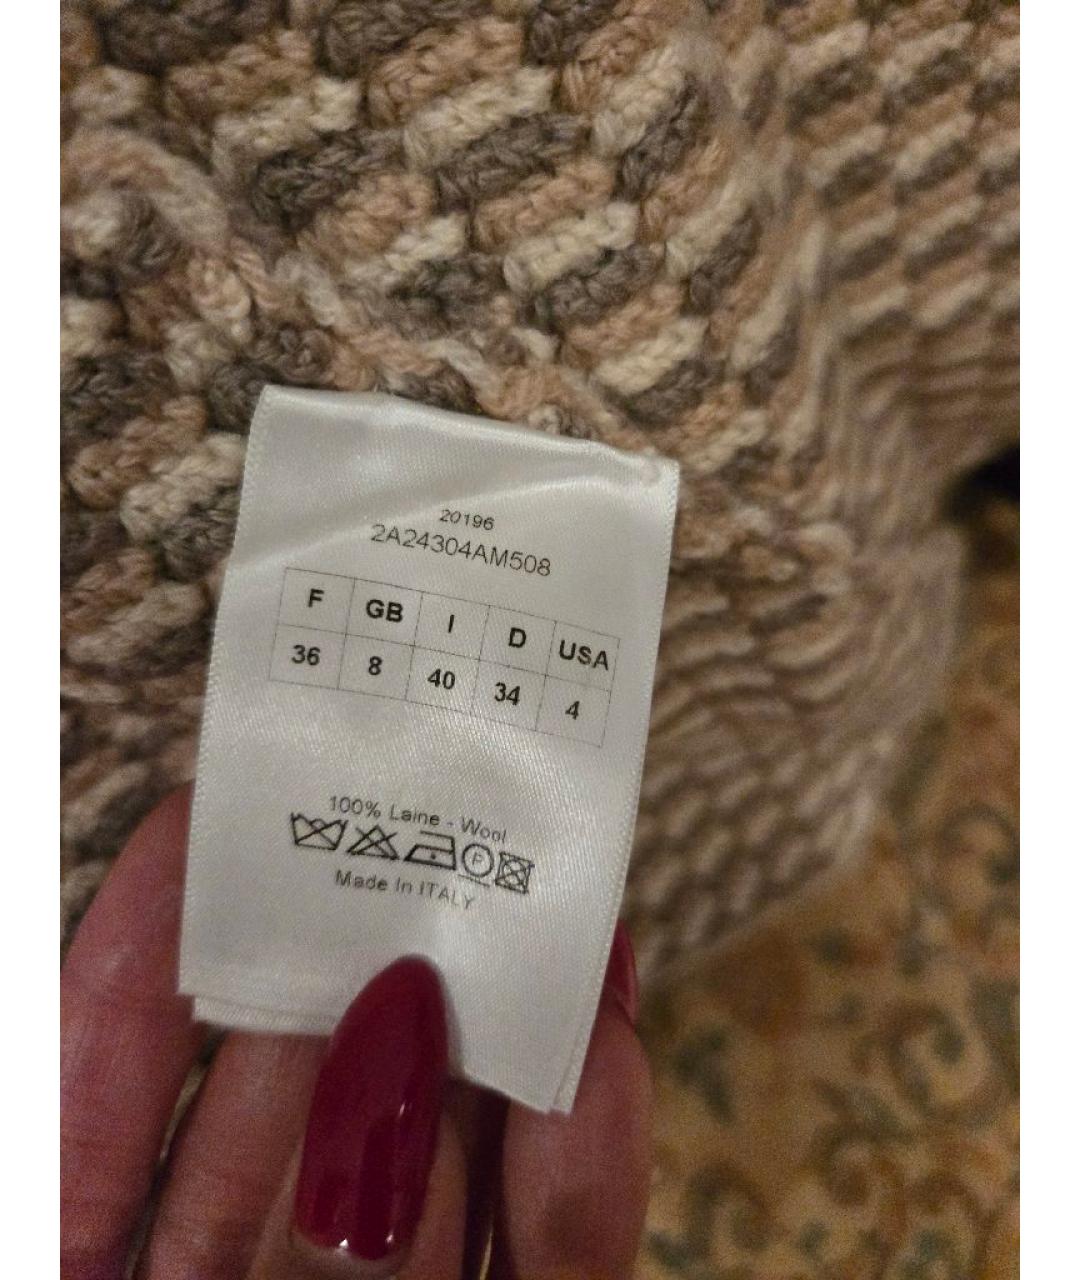 20196
2A24304AM508
F GB I D USA
36 8 40 34 4
100% Laine - Wool
P
Made In ITALY